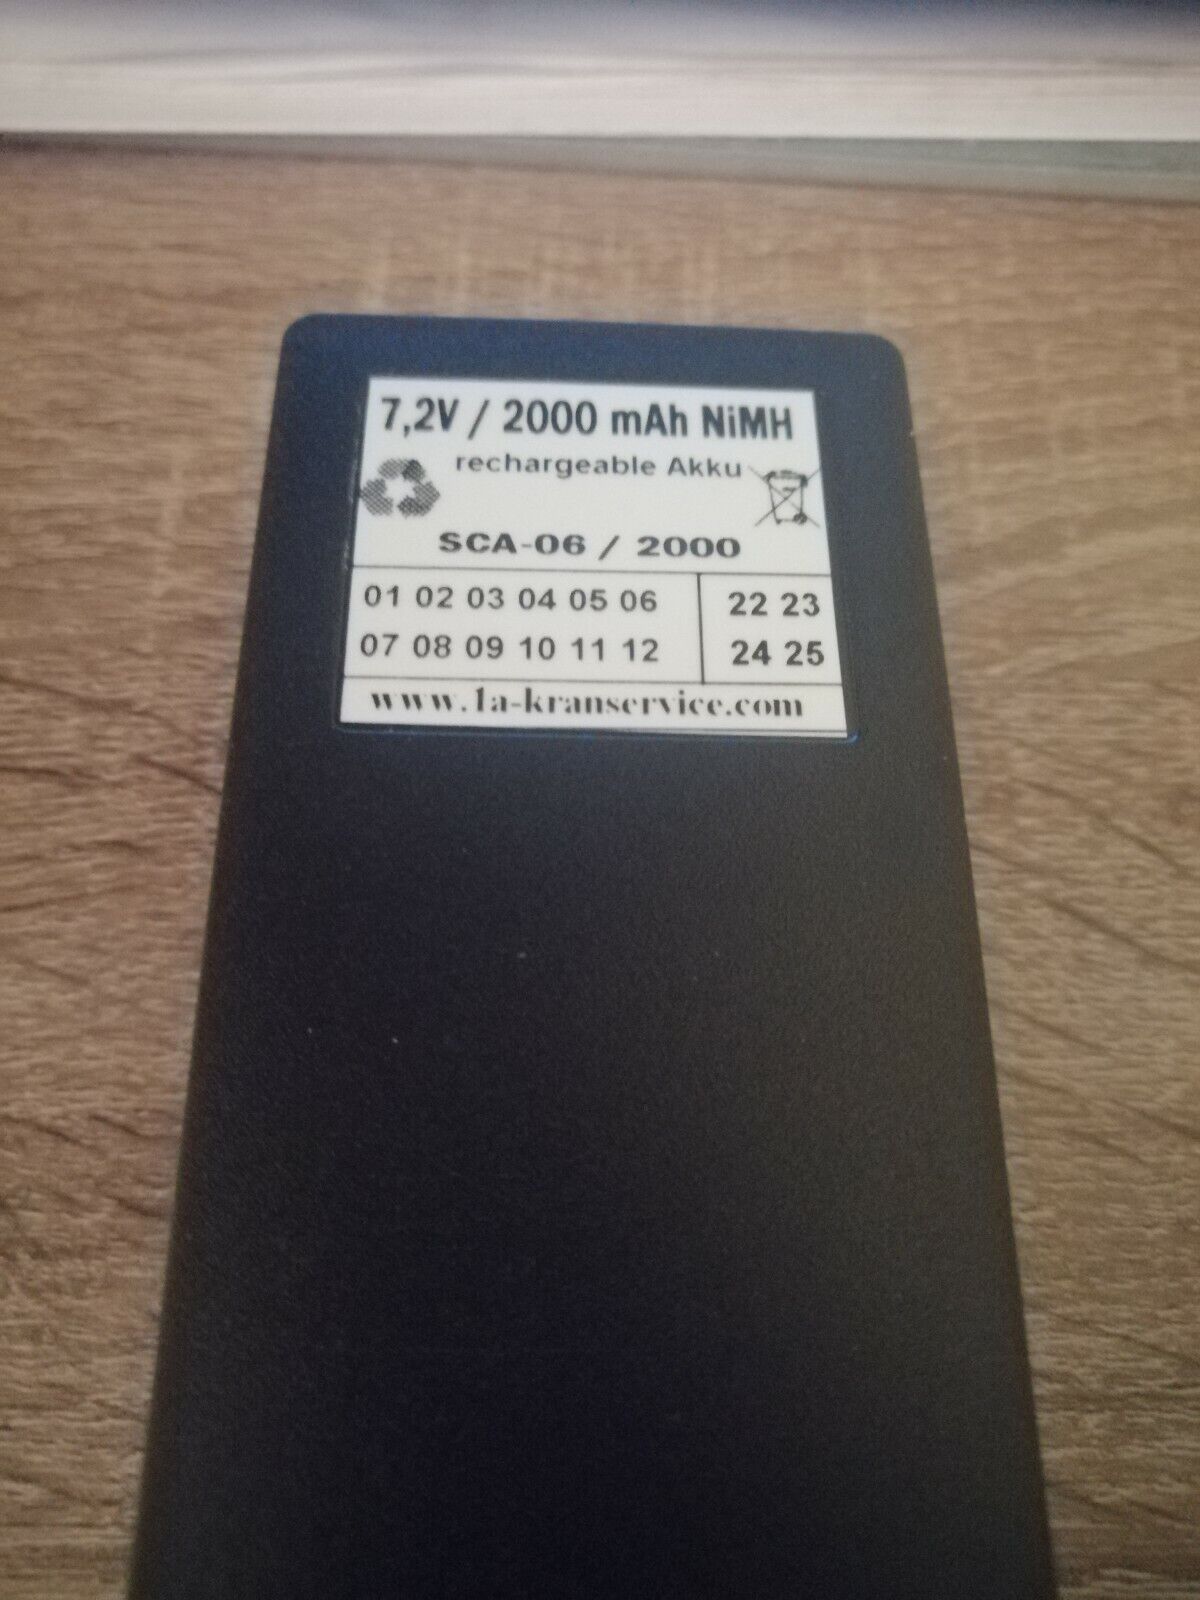 7,2V / 2000 mAh NiMH
rechargeable Akku
SCA-06 / 2000
01 02 03 04 05 06 22 23
07 08 09 10 11 12 24 25
www.1a-kranservice.com